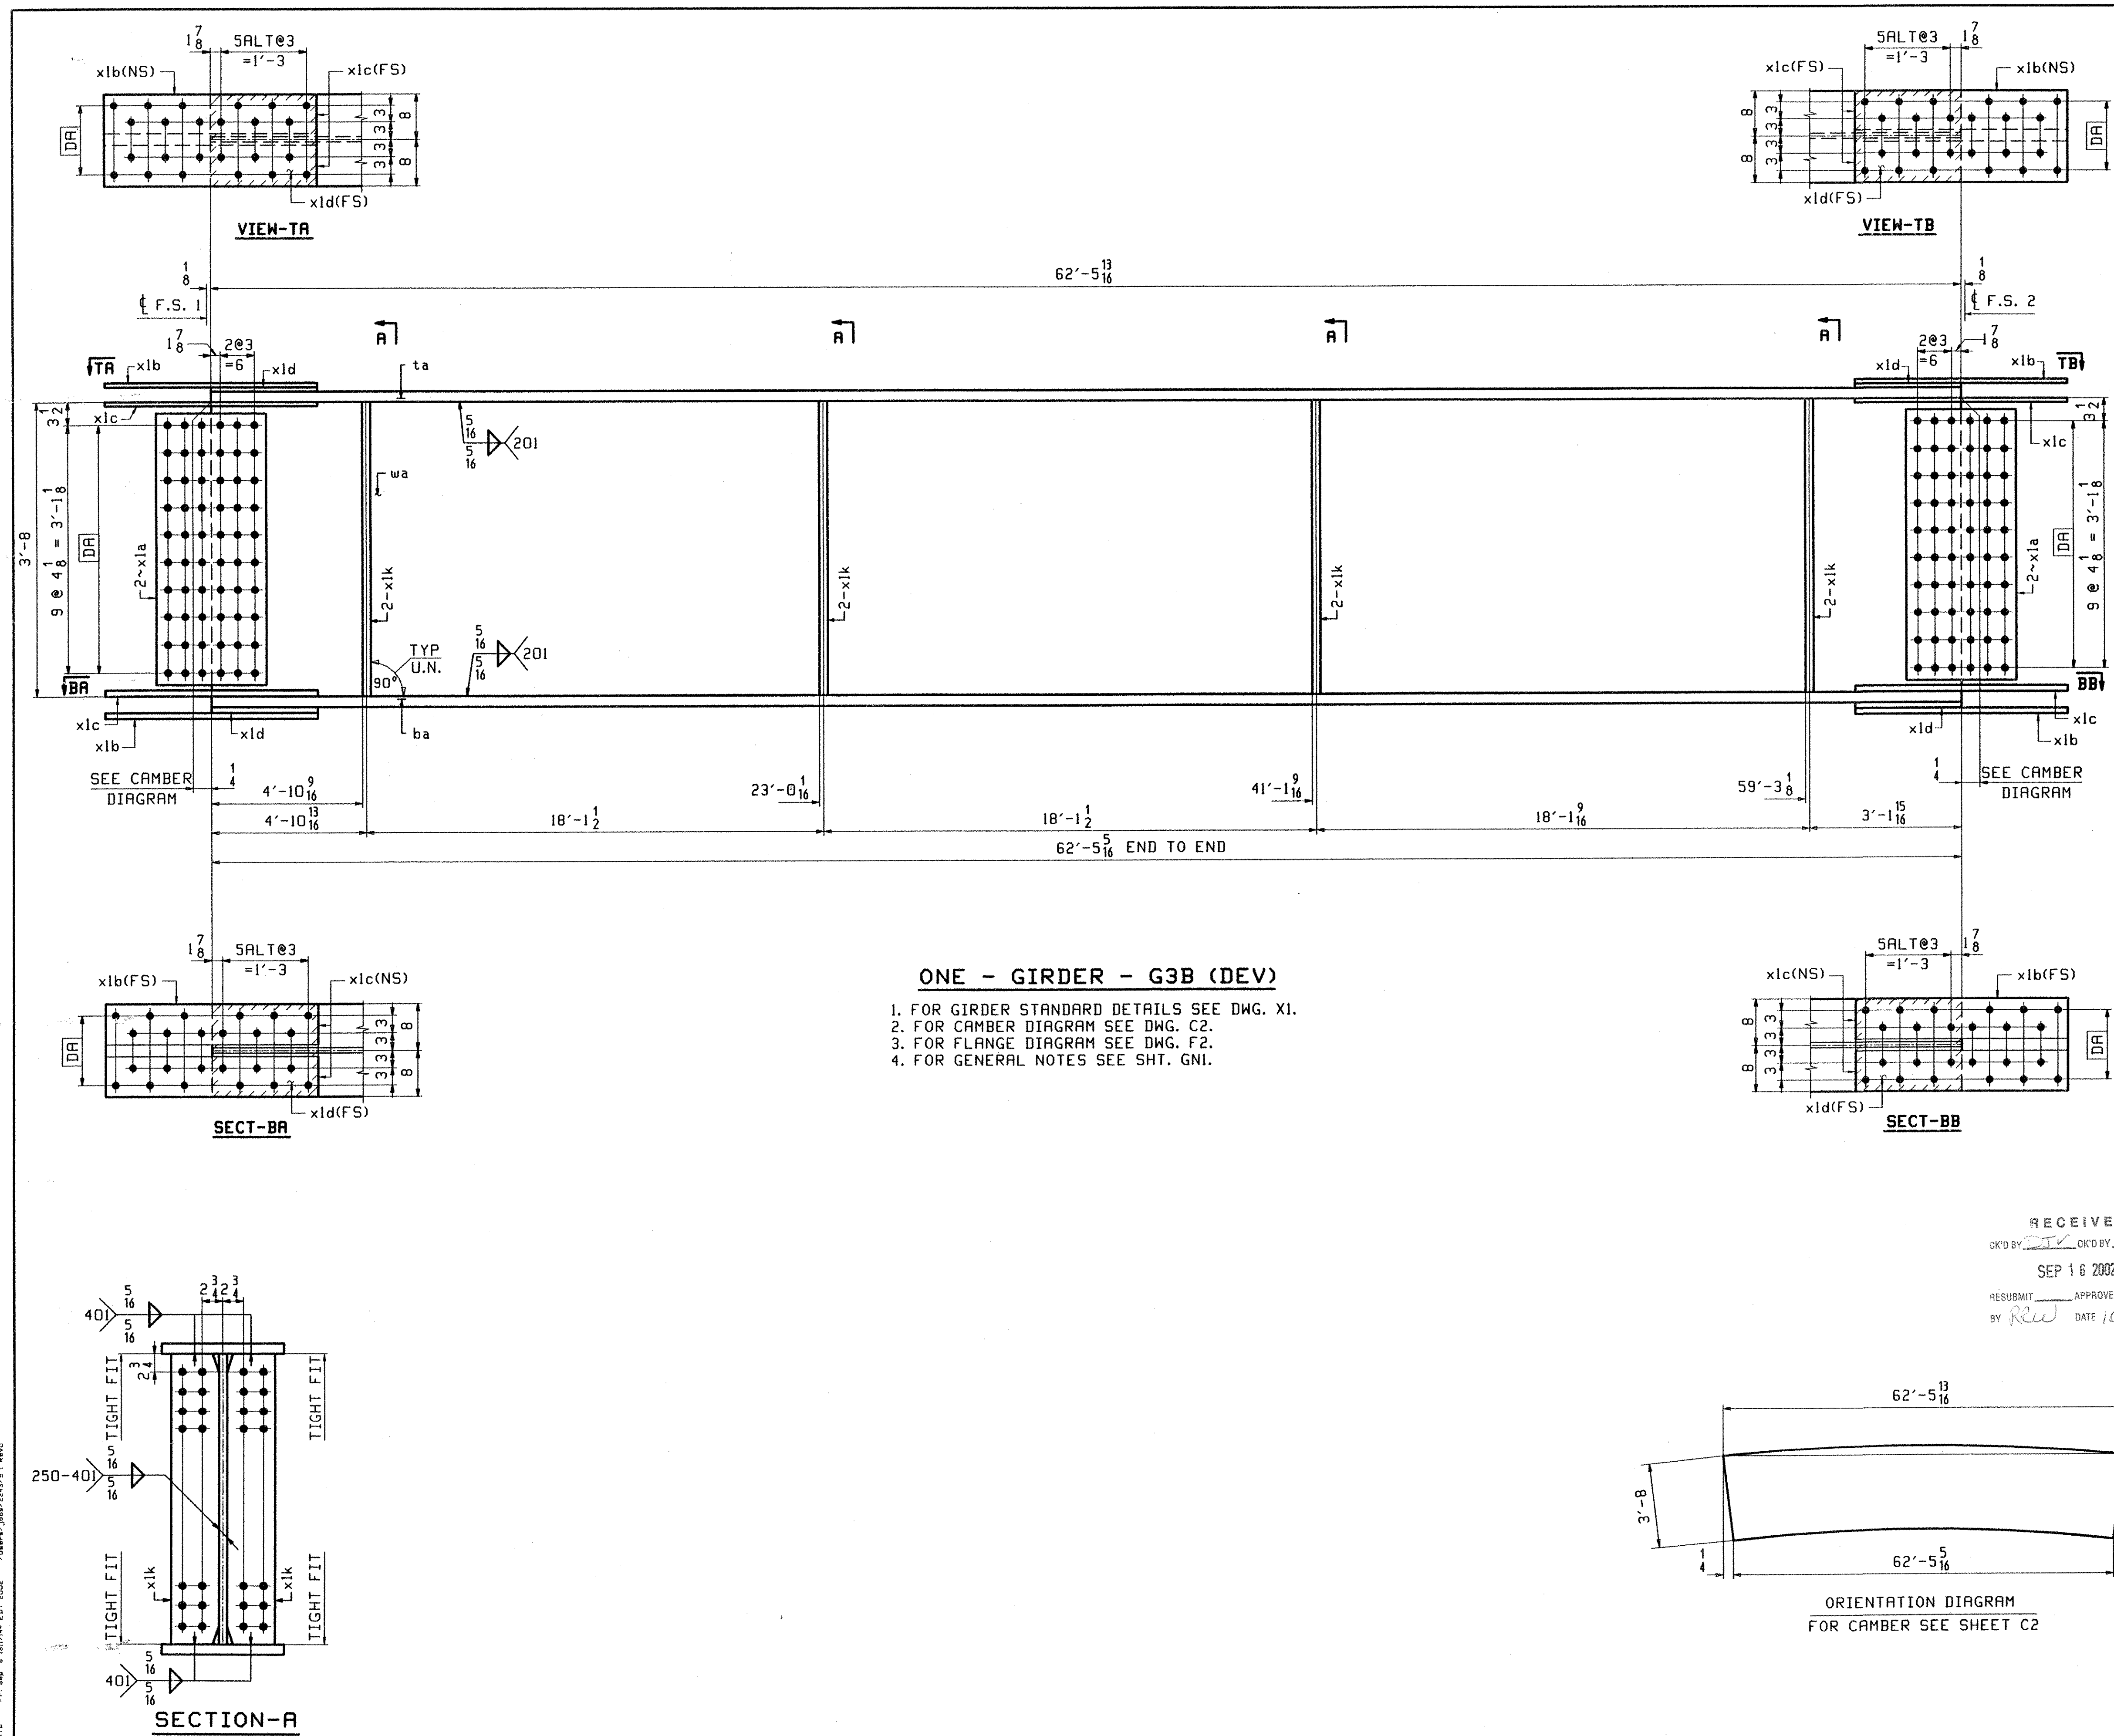 1 7/8
5ALT@3
=1'-3
x1b(NS)
x1c(FS)
DA
3
3
3
3
8
8
x1d(FS)
VIEW-TA
5ALT@3
1 7/8
=1'-3
x1c(FS)
x1b(NS)
8
8
3
3
3
3
DA
x1d(FS)
VIEW-TB
1/8
62'-5 13/16
1/8
℄ F.S. 1
℄ F.S. 2
A
A
A
A
1 7/8
2@3
=6
2@3
=6
1 7/8
TA
x1b
x1d
ta
x1d
x1b
TB
x1c
x1c
3 1/2
3 1/2
5/16
5/16
201
wa
3'-8
9 @ 4 1/8 = 3'-1 1/8
DA
2~x1a
2-x1k
2-x1k
2-x1k
2-x1k
2~x1a
DA
9 @ 4 1/8 = 3'-1 1/8
TYP
U.N.
90°
5/16
5/16
201
BA
BB
x1c
x1b
x1d
ba
x1d
x1c
x1b
SEE CAMBER
DIAGRAM
1/4
4'-10 9/16
23'-0 1/16
41'-1 9/16
59'-3 1/8
1/4
SEE CAMBER
DIAGRAM
4'-10 13/16
18'-1 1/2
18'-1 1/2
18'-1 9/16
3'-1 15/16
62'-5 5/16 END TO END
1 7/8
5ALT@3
=1'-3
x1b(FS)
x1c(NS)
DA
3
3
3
3
8
8
x1d(FS)
SECT-BA
ONE - GIRDER - G3B (DEV)
1. FOR GIRDER STANDARD DETAILS SEE DWG. X1.
2. FOR CAMBER DIAGRAM SEE DWG. C2.
3. FOR FLANGE DIAGRAM SEE DWG. F2.
4. FOR GENERAL NOTES SEE SHT. GN1.
5ALT@3
1 7/8
=1'-3
x1c(NS)
x1b(FS)
8
8
3
3
3
3
DA
x1d(FS)
SECT-BB
RECEIVE
CK'D BY DJV OK'D BY
SEP 16 2002
RESUBMIT APPROVE
BY RRW DATE
401
5/16
5/16
2 3/4
2 3/4
TIGHT FIT
2 3/4
TIGHT FIT
250-401
5/16
5/16
TIGHT FIT
x1k
x1k
TIGHT FIT
401
5/16
5/16
SECTION-A
62'-5 13/16
3'-8
1/4
62'-5 5/16
ORIENTATION DIAGRAM
FOR CAMBER SEE SHEET C2